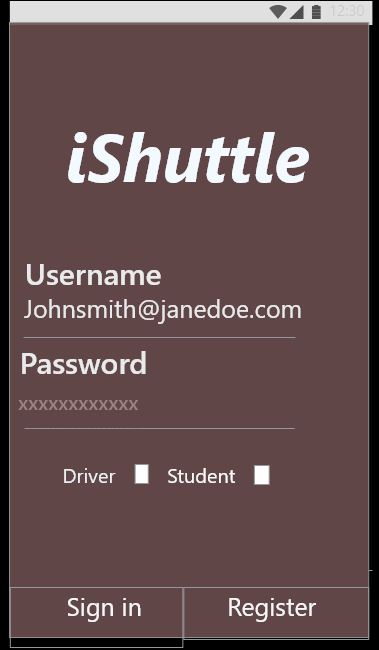 12:30
iShuttle
Username
Johnsmith@janedoe.com
Password
xxxxxxxxxxxx
Driver Student
Sign in Register